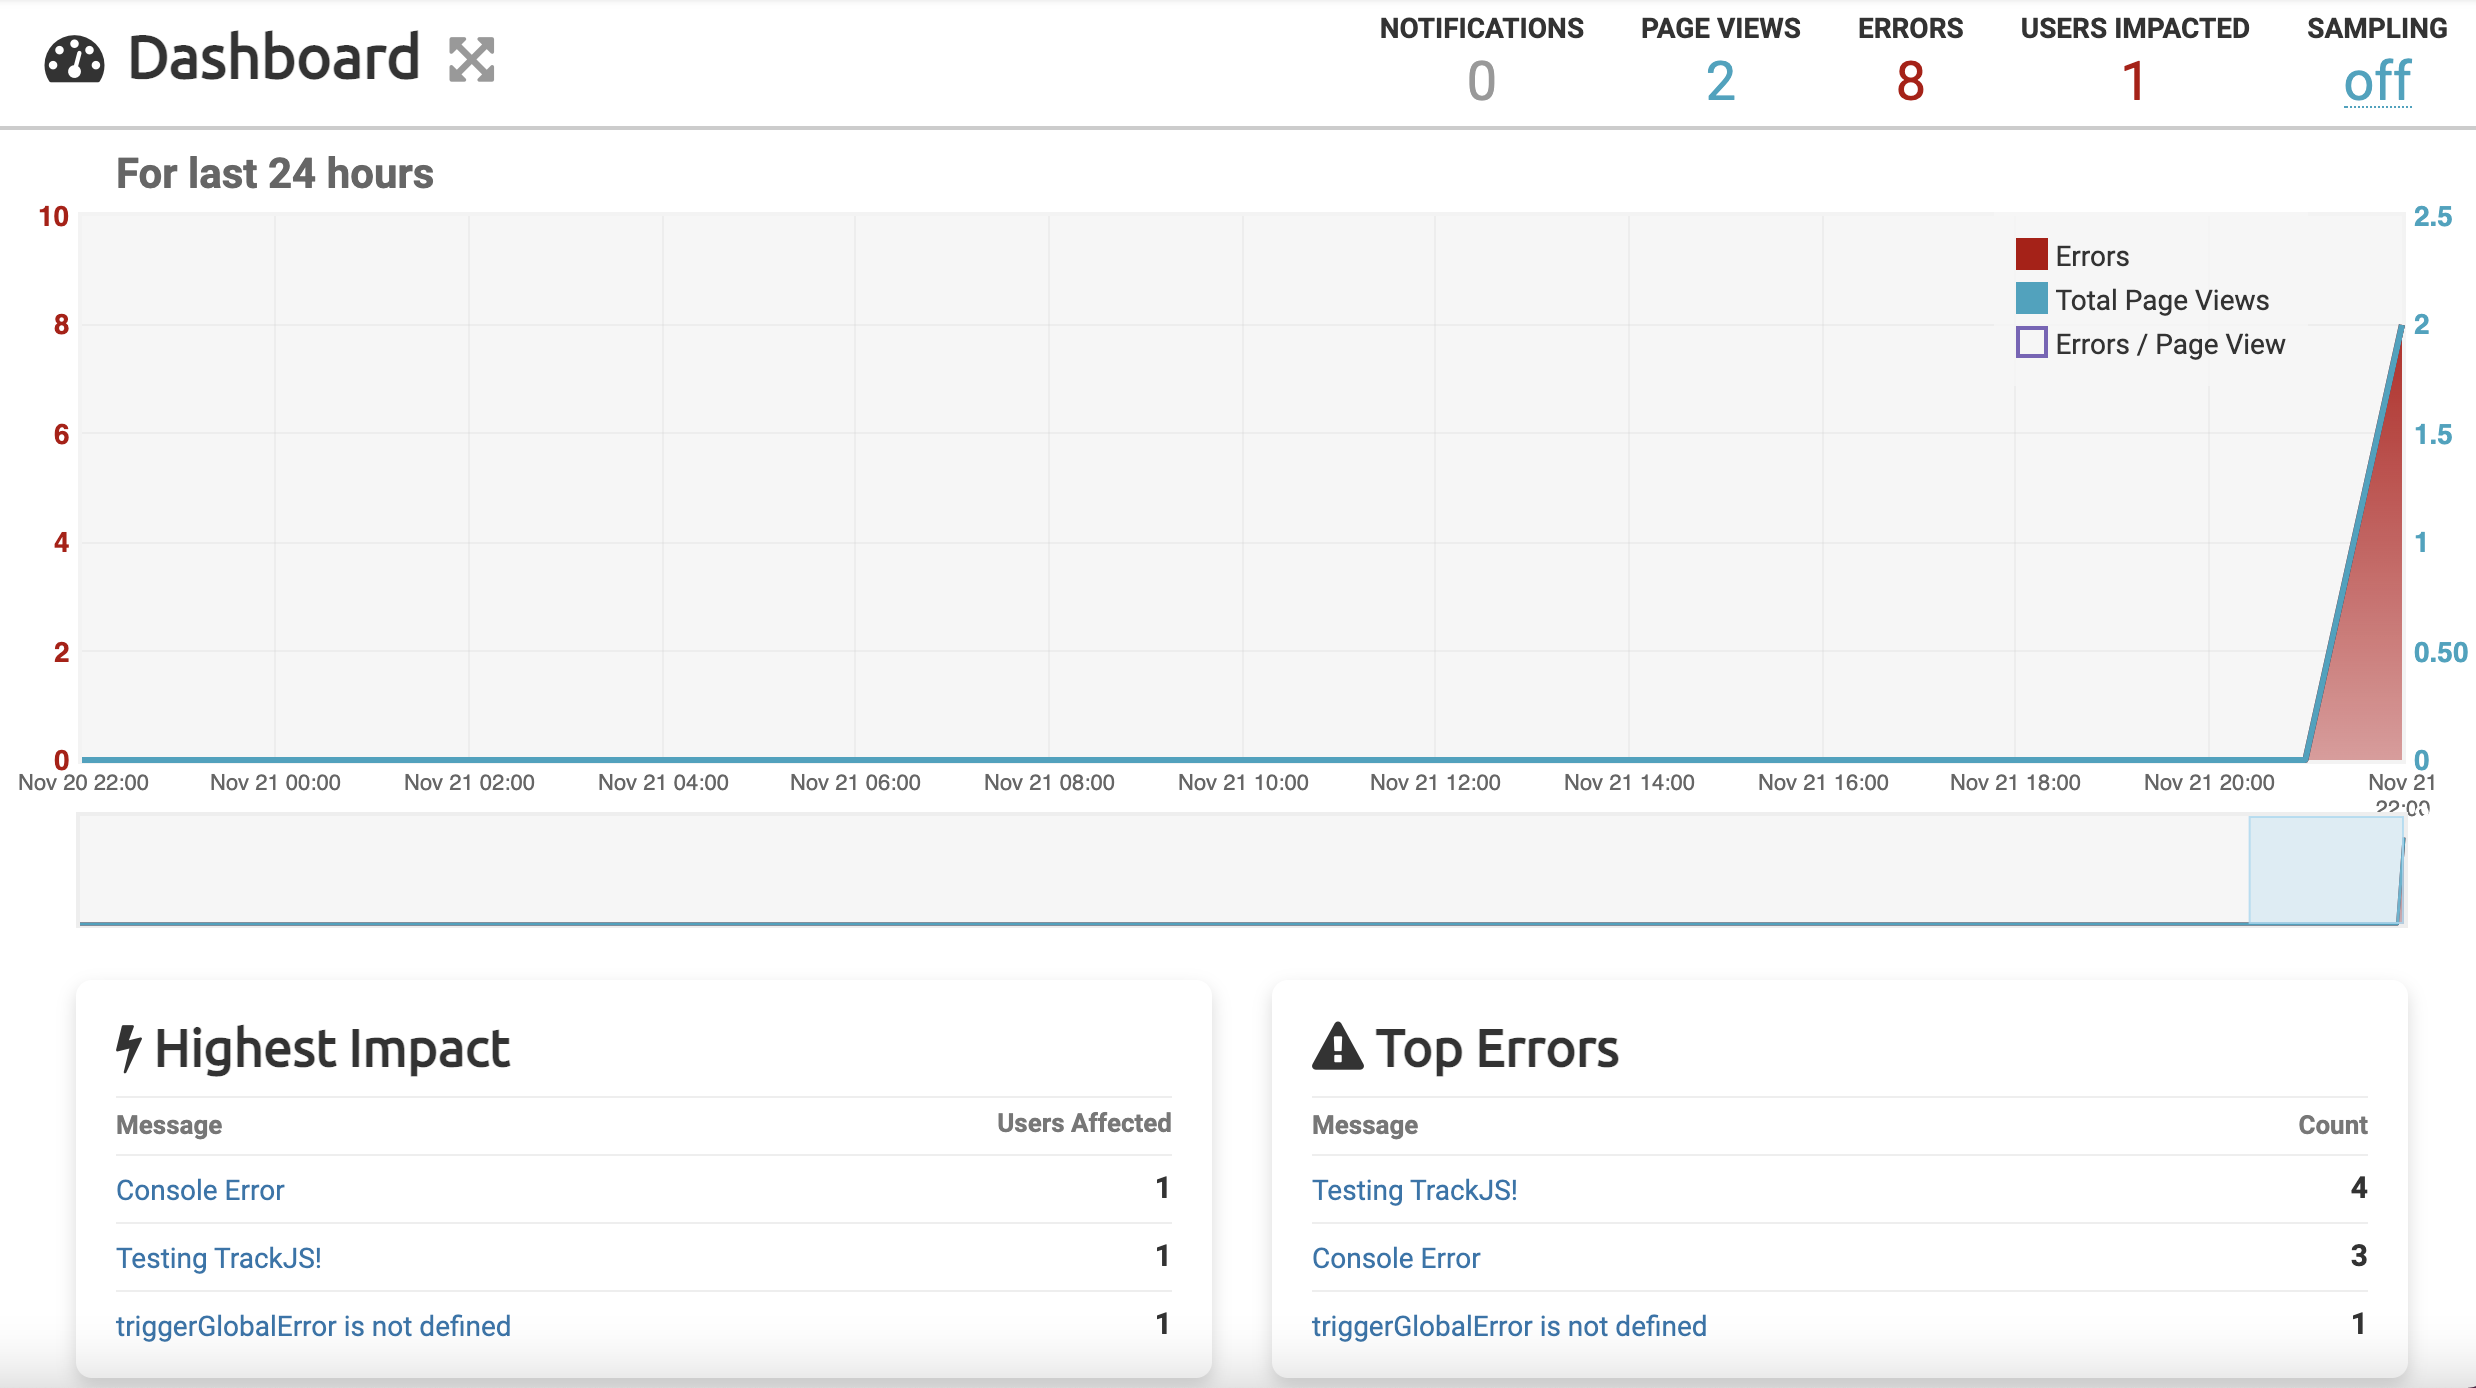 Dashboard
NOTIFICATIONS
0
PAGE VIEWS
2
ERRORS
8
USERS IMPACTED
1
SAMPLING
off
For last 24 hours
10
8
6
4
2
0
2.5
2
1.5
1
0.50
0
Errors
Total Page Views
Errors / Page View
Nov 20 22:00
Nov 21 00:00
Nov 21 02:00
Nov 21 04:00
Nov 21 06:00
Nov 21 08:00
Nov 21 10:00
Nov 21 12:00
Nov 21 14:00
Nov 21 16:00
Nov 21 18:00
Nov 21 20:00
Nov 21
22:00
Highest Impact
Message Users Affected
Console Error 1
Testing TrackJS! 1
triggerGlobalError is not defined 1
Top Errors
Message Count
Testing TrackJS! 4
Console Error 3
triggerGlobalError is not defined 1